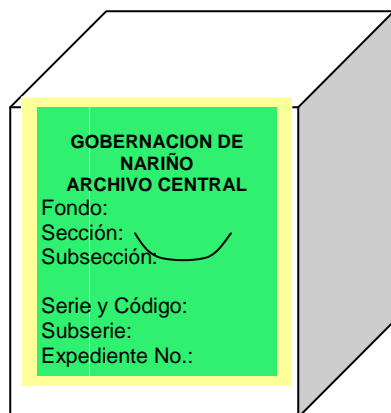 GOBERNACION DE
NARIÑO
ARCHIVO CENTRAL
Fondo:
Sección:
Subsección:
Serie y Código:
Subserie:
Expediente No.: